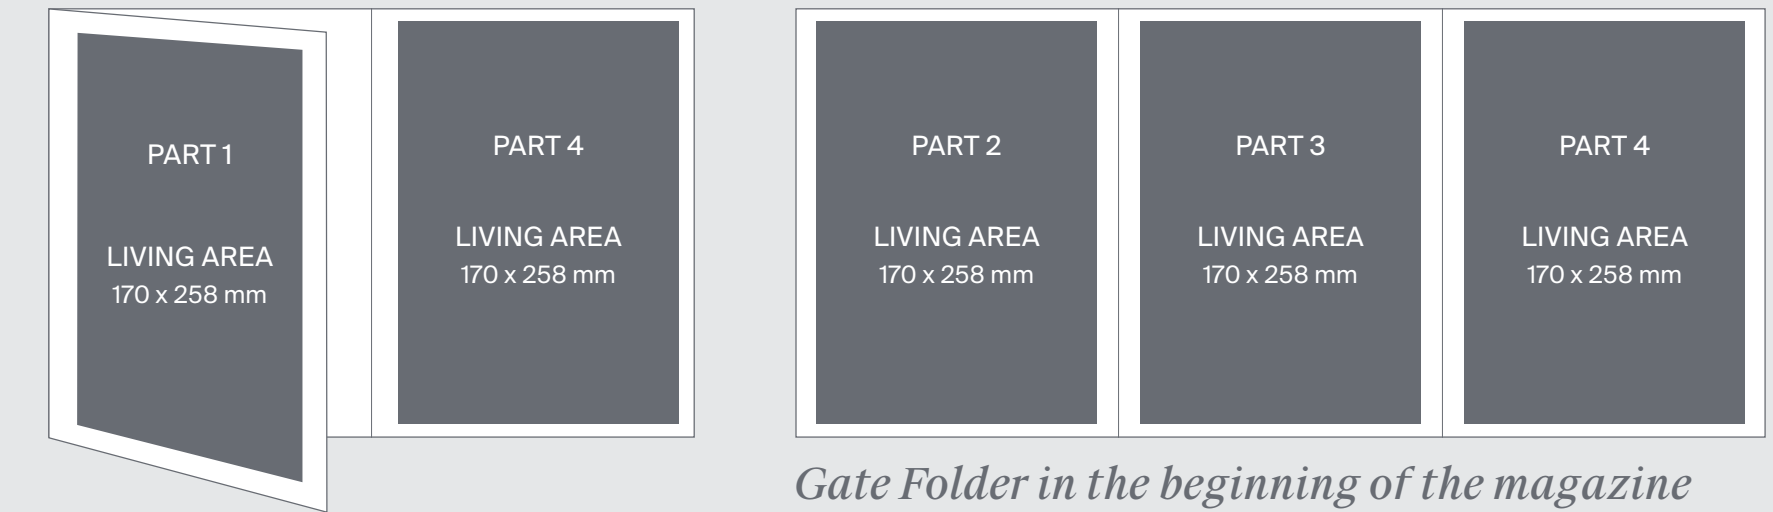 PART 1
LIVING AREA
170 x 258 mm
PART 4
LIVING AREA
170 x 258 mm
PART 2
LIVING AREA
170 x 258 mm
PART 3
LIVING AREA
170 x 258 mm
PART 4
LIVING AREA
170 x 258 mm
Gate Folder in the beginning of the magazine